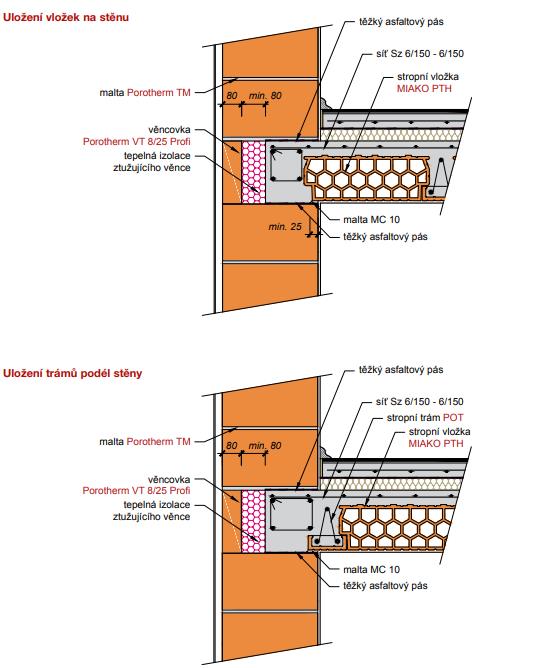 Uložení vložek na stěnu
těžký asfaltový pás
síť Sz 6/150 - 6/150
stropní vložka
MIAKO PTH
malta Porotherm TM
80 min. 80
věncovka
Porotherm VT 8/25 Profi
tepelná izolace
ztužujícího věnce
min. 25
malta MC 10
těžký asfaltový pás
Uložení trámů podél stěny
těžký asfaltový pás
síť Sz 6/150 - 6/150
stropní trám POT
stropní vložka
MIAKO PTH
malta Porotherm TM
80 min. 80
věncovka
Porotherm VT 8/25 Profi
tepelná izolace
ztužujícího věnce
malta MC 10
těžký asfaltový pás